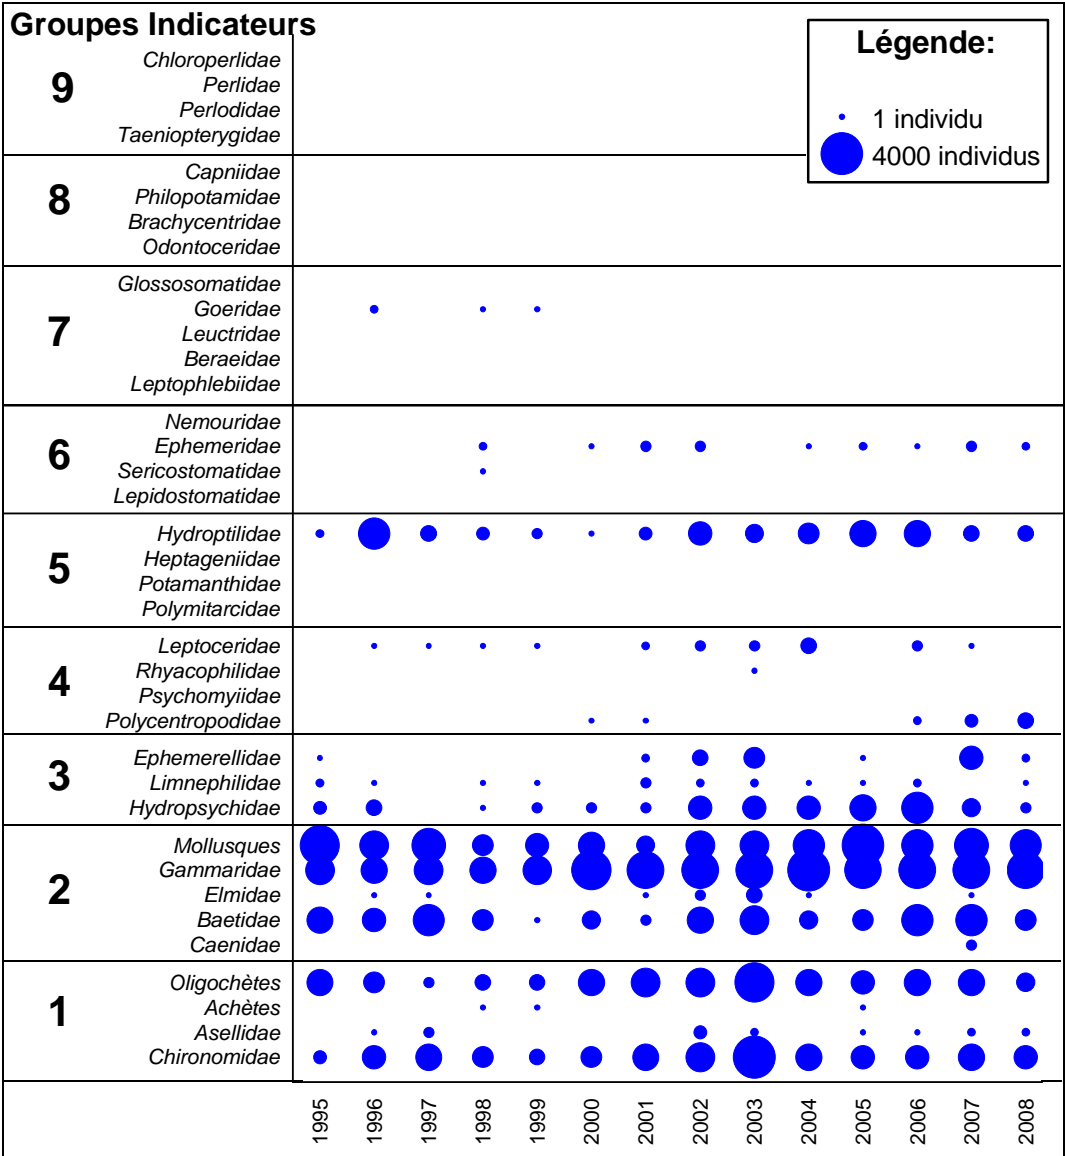 Groupes Indicateurs
Légende:
1 individu
4000 individus
9
Chloroperlidae
Perlidae
Perlodidae
Taeniopterygidae
8
Capniidae
Philopotamidae
Brachycentridae
Odontoceridae
7
Glossosomatidae
Goeridae
Leuctridae
Beraeidae
Leptophlebiidae
6
Nemouridae
Ephemeridae
Sericostomatidae
Lepidostomatidae
5
Hydroptilidae
Heptageniidae
Potamanthidae
Polymitarcidae
4
Leptoceridae
Rhyacophilidae
Psychomyiidae
Polycentropodidae
3
Ephemerellidae
Limnephilidae
Hydropsychidae
2
Mollusques
Gammaridae
Elmidae
Baetidae
Caenidae
1
Oligochètes
Achètes
Asellidae
Chironomidae
1995 1996 1997 1998 1999 2000 2001 2002 2003 2004 2005 2006 2007 2008